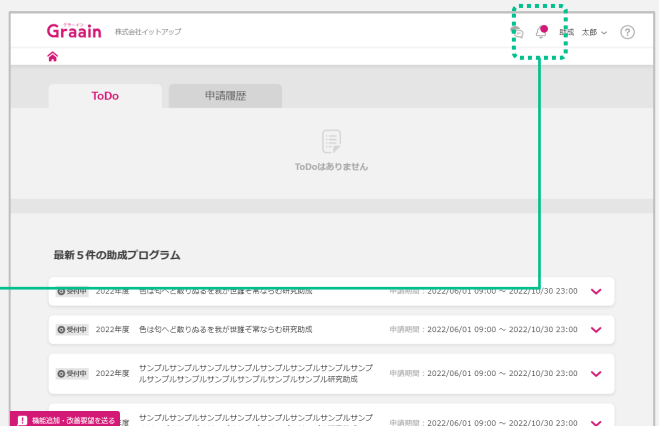 グラーイン
Graain 株式会社イットアップ 助成 太郎 ?
ToDo 申請履歴
ToDoはありません
最新5件の助成プログラム
受付中 2022年度 色は匂へど散りぬるを我が世誰ぞ常ならむ研究助成 申請期間：2022/06/01 09:00 ～ 2022/10/30 23:00
受付中 2022年度 色は匂へど散りぬるを我が世誰ぞ常ならむ研究助成 申請期間：2022/06/01 09:00 ～ 2022/10/30 23:00
サンプルサンプルサンプルサンプルサンプルサンプルサンプルサンプ
受付中 2022年度 申請期間：2022/06/01 09:00 ～ 2022/10/30 23:00
ルサンプルサンプルサンプルサンプルサンプルサンプル研究助成
サンプルサンプルサンプルサンプルサンプルサンプルサンプルサンプ
機能追加・改善要望を送る 度 申請期間：2022/06/01 09:00 ～ 2022/10/30 23:00